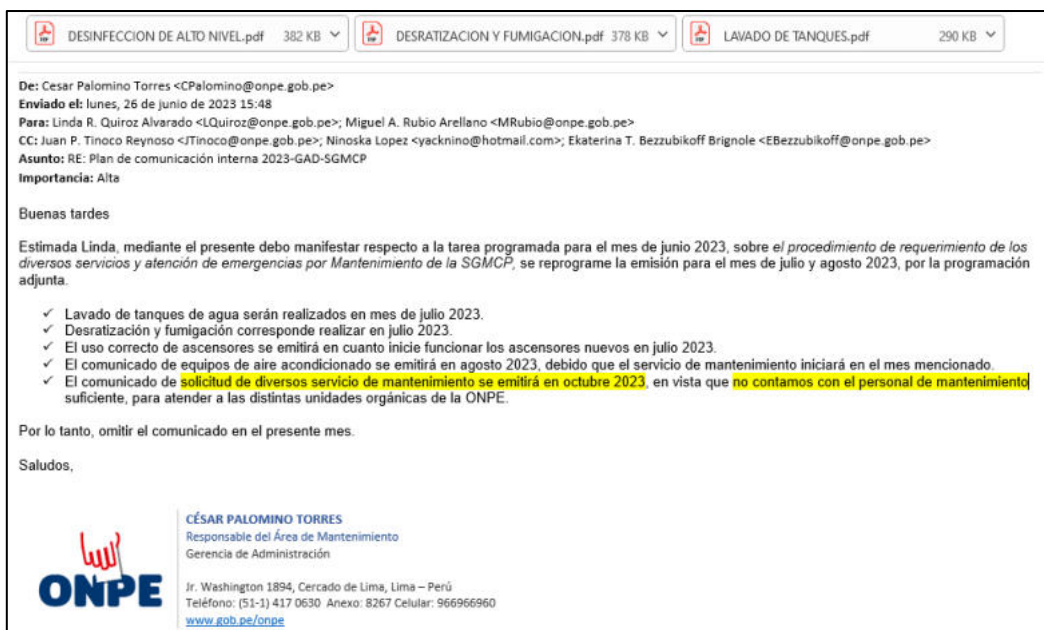 DESINFECCION DE ALTO NIVEL.pdf 382 KB
DESRATIZACION Y FUMIGACION.pdf 378 KB
LAVADO DE TANQUES.pdf 290 KB
De: Cesar Palomino Torres <CPalomino@onpe.gob.pe>
Enviado el: lunes, 26 de junio de 2023 15:48
Para: Linda R. Quiroz Alvarado <LQuiroz@onpe.gob.pe>; Miguel A. Rubio Arellano <MRubio@onpe.gob.pe>
CC: Juan P. Tinoco Reynoso <JTinoco@onpe.gob.pe>; Ninoska Lopez <yacknino@hotmail.com>; Ekaterina T. Bezzubikoff Brignole <EBezzubikoff@onpe.gob.pe>
Asunto: RE: Plan de comunicación interna 2023-GAD-SGMCP
Importancia: Alta
Buenas tardes
Estimada Linda, mediante el presente debo manifestar respecto a la tarea programada para el mes de junio 2023, sobre el procedimiento de requerimiento de los
diversos servicios y atención de emergencias por Mantenimiento de la SGMCP, se reprograme la emisión para el mes de julio y agosto 2023, por la programación
adjunta.
✓ Lavado de tanques de agua serán realizados en mes de julio 2023.
✓ Desratización y fumigación corresponde realizar en julio 2023.
✓ El uso correcto de ascensores se emitirá en cuanto inicie funcionar los ascensores nuevos en julio 2023.
✓ El comunicado de equipos de aire acondicionado se emitirá en agosto 2023, debido que el servicio de mantenimiento iniciará en el mes mencionado.
✓ El comunicado de solicitud de diversos servicio de mantenimiento se emitirá en octubre 2023, en vista que no contamos con el personal de mantenimiento
suficiente, para atender a las distintas unidades orgánicas de la ONPE.
Por lo tanto, omitir el comunicado en el presente mes.
Saludos,
CÉSAR PALOMINO TORRES
Responsable del Área de Mantenimiento
Gerencia de Administración
ONPE
Jr. Washington 1894, Cercado de Lima, Lima – Perú
Teléfono: (51-1) 417 0630 Anexo: 8267 Celular: 966966960
www.gob.pe/onpe